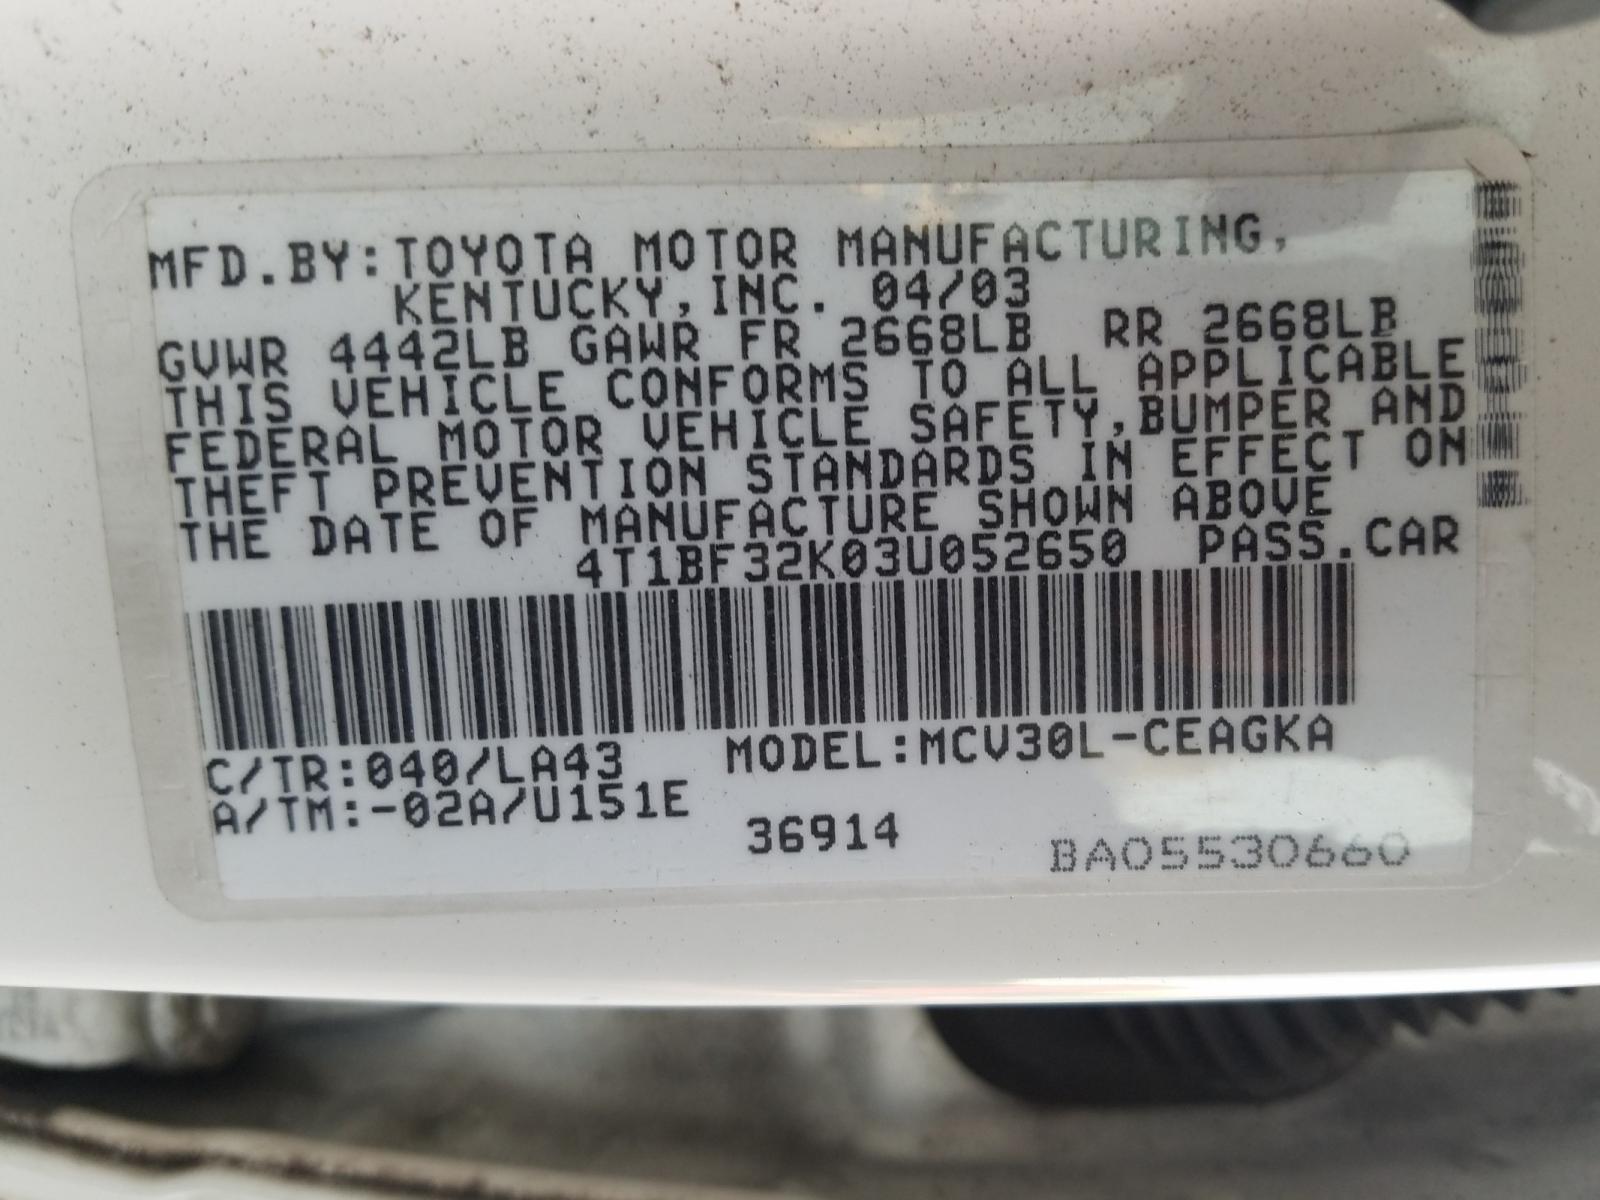 MFD.BY:TOYOTA MOTOR MANUFACTURING,
KENTUCKY,INC. 04/03
GVWR 4442LB GAWR FR 2668LB RR 2668LB
THIS VEHICLE CONFORMS TO ALL APPLICABLE
FEDERAL MOTOR VEHICLE SAFETY,BUMPER AND
THEFT PREVENTION STANDARDS IN EFFECT ON
THE DATE OF MANUFACTURE SHOWN ABOVE
4T1BF32K03U052650 PASS.CAR
C/TR:040/LA43 MODEL:MCV30L-CEAGKA
A/TM:-02A/U151E
36914
BA05530660